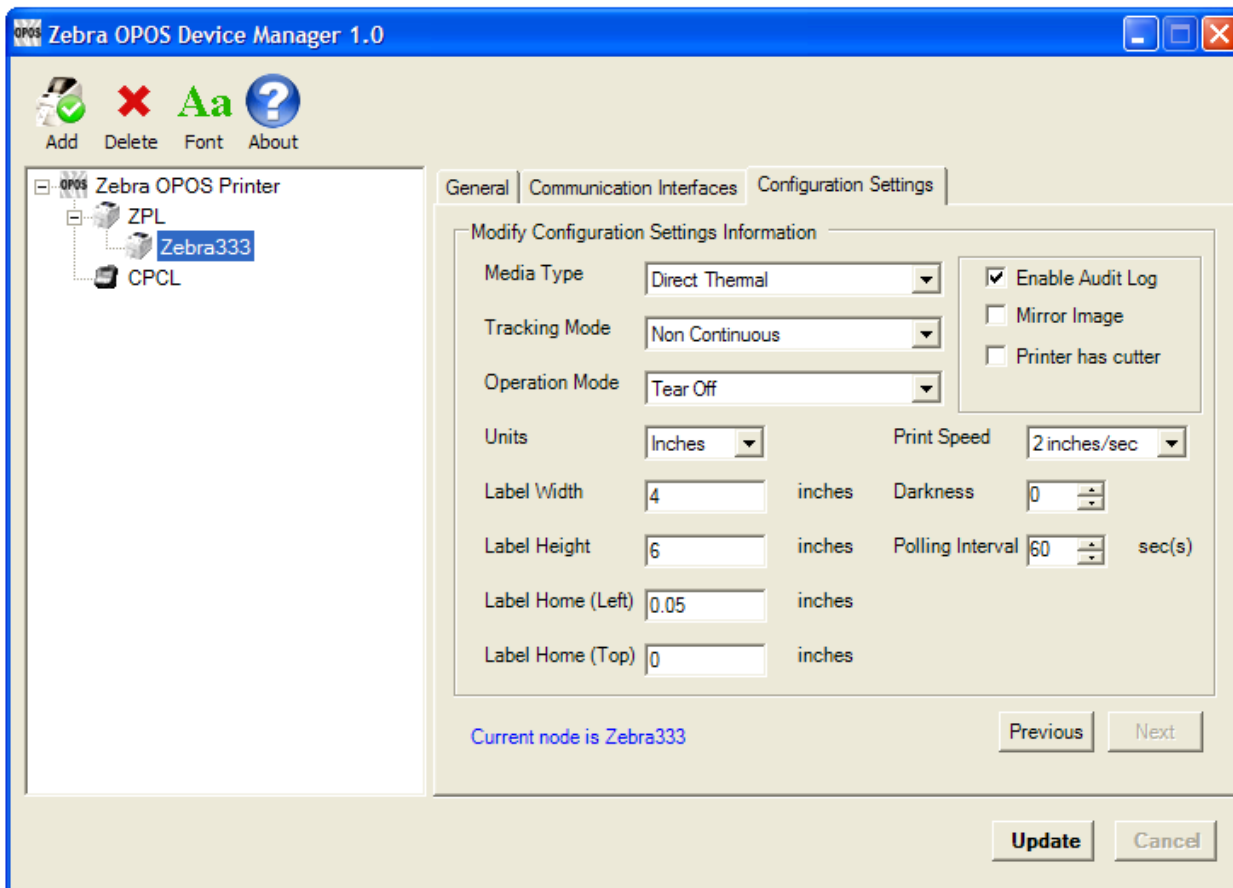 OPOS Zebra OPOS Device Manager 1.0
Add Delete Font About
Aa
?
OPOS Zebra OPOS Printer
ZPL
Zebra333
CPCL
General Communication Interfaces Configuration Settings
Modify Configuration Settings Information
Media Type Direct Thermal
Enable Audit Log
Mirror Image
Tracking Mode Non Continuous
Printer has cutter
Operation Mode Tear Off
Units Inches Print Speed 2 inches/sec
Label Width 4 inches Darkness 0
Label Height 6 inches Polling Interval 60 sec(s)
Label Home (Left) 0.05 inches
Label Home (Top) 0 inches
Current node is Zebra333
Previous Next
Update Cancel